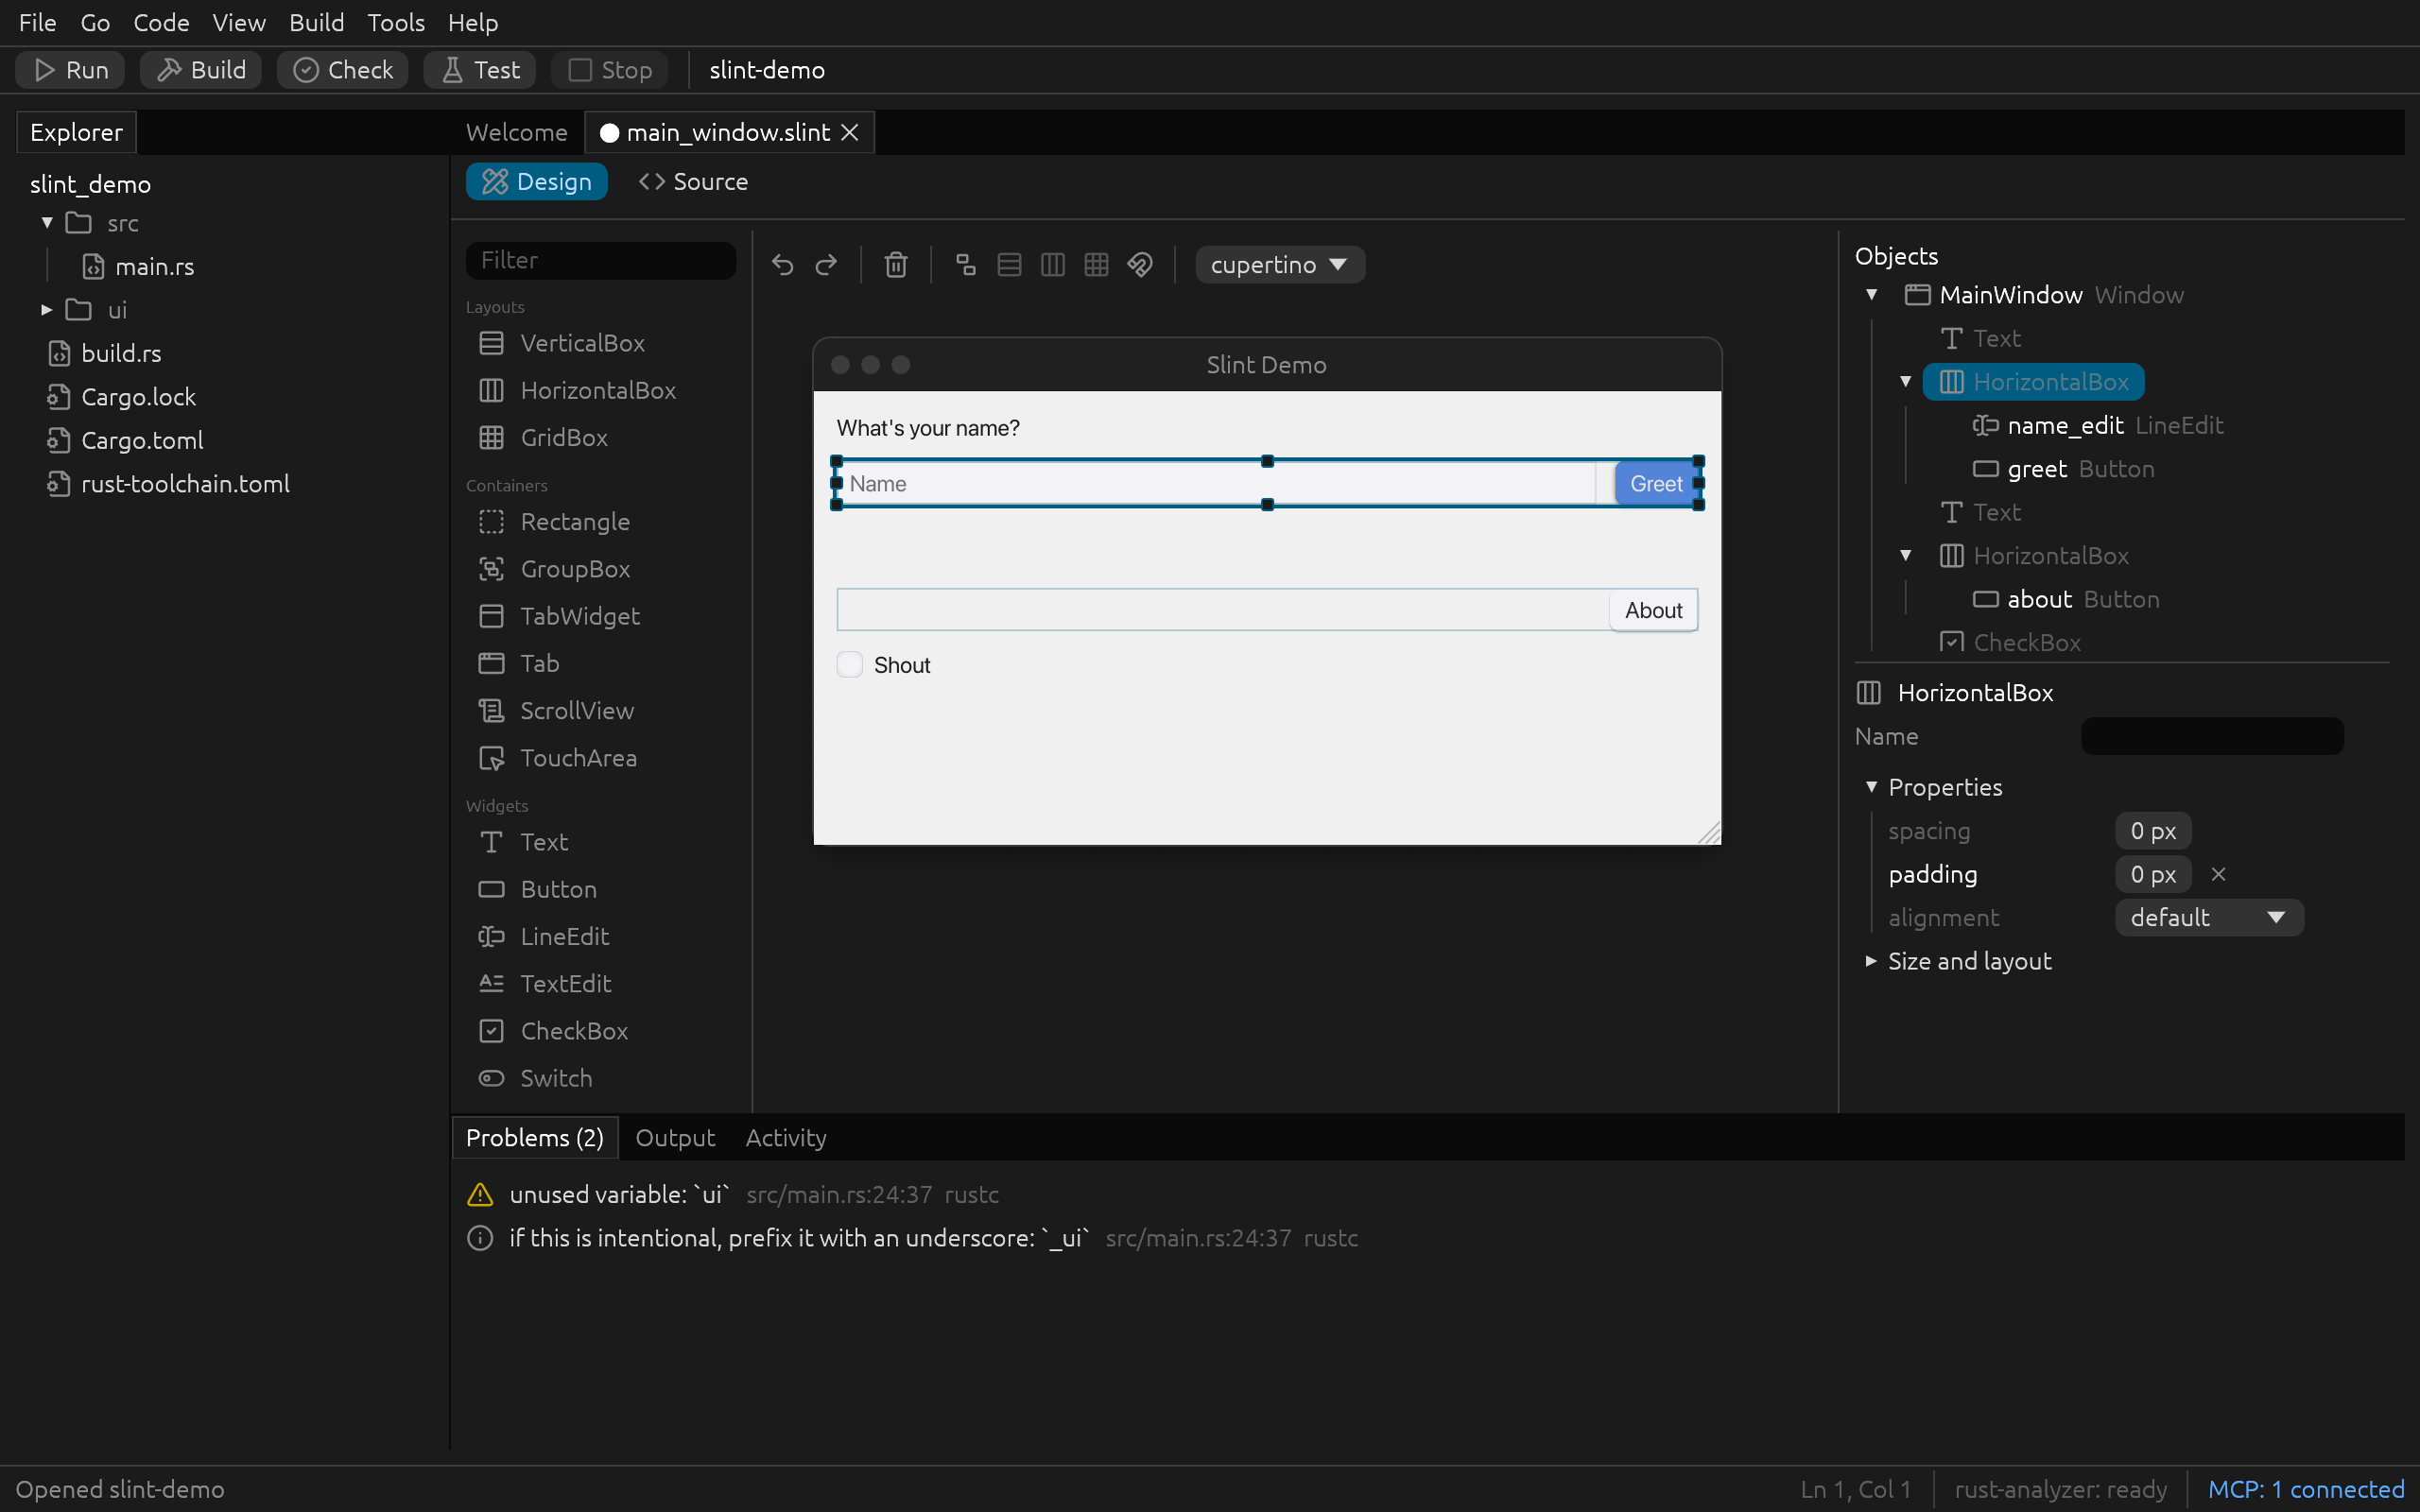 File Go Code View Build Tools Help
Run Build Check Test Stop slint-demo
Explorer
Welcome main_window.slint
slint_demo
src
main.rs
ui
build.rs
Cargo.lock
Cargo.toml
rust-toolchain.toml
Design Source
Filter
Layouts
VerticalBox
HorizontalBox
GridBox
Containers
Rectangle
GroupBox
TabWidget
Tab
ScrollView
TouchArea
Widgets
Text
Button
LineEdit
TextEdit
CheckBox
Switch
cupertino
Slint Demo
What's your name?
Name Greet
About
Shout
Objects
MainWindow Window
Text
HorizontalBox
name_edit LineEdit
greet Button
Text
HorizontalBox
about Button
CheckBox
HorizontalBox
Name
Properties
spacing 0 px
padding 0 px
alignment default
Size and layout
Problems (2) Output Activity
unused variable: `ui` src/main.rs:24:37 rustc
if this is intentional, prefix it with an underscore: `_ui` src/main.rs:24:37 rustc
Opened slint-demo
Ln 1, Col 1 rust-analyzer: ready MCP: 1 connected